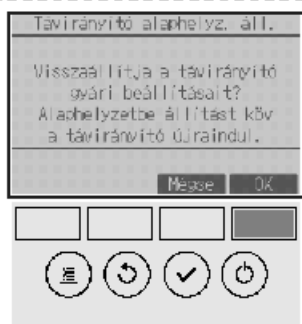 Távirányító alaphelyz. áll.
Visszaállítja a távirányító
gyári beállításait?
Alaphelyzetbe állítást köv
a távirányító újraindul.
Mégse OK